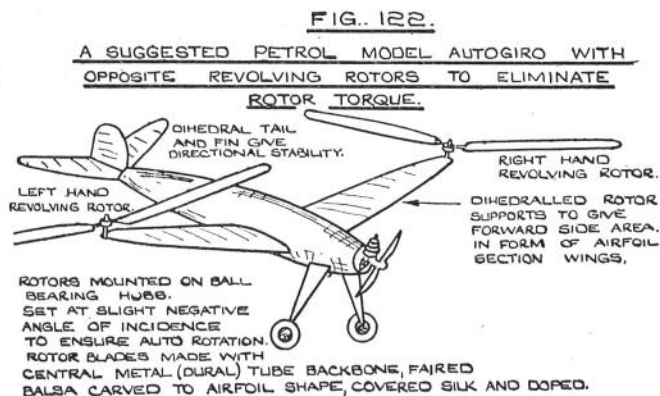 FIG.. 122.
A SUGGESTED PETROL MODEL AUTOGIRO WITH
OPPOSITE REVOLVING ROTORS TO ELIMINATE
ROTOR TORQUE.
DIHEDRAL TAIL
AND FIN GIVE
DIRECTIONAL STABILITY.
RIGHT HAND
REVOLVING ROTOR.
LEFT HAND
REVOLVING ROTOR.
DIHEDRALLED ROTOR
SUPPORTS TO GIVE
FORWARD SIDE AREA.
IN FORM OF AIRFOIL
SECTION WINGS.
ROTORS MOUNTED ON BALL
BEARING HUBS.
SET AT SLIGHT NEGATIVE
ANGLE OF INCIDENCE
TO ENSURE AUTO ROTATION.
ROTOR BLADES MADE WITH
CENTRAL METAL (DURAL) TUBE BACKBONE, FAIRED
BALSA CARVED TO AIRFOIL SHAPE, COVERED SILK AND DOPED.